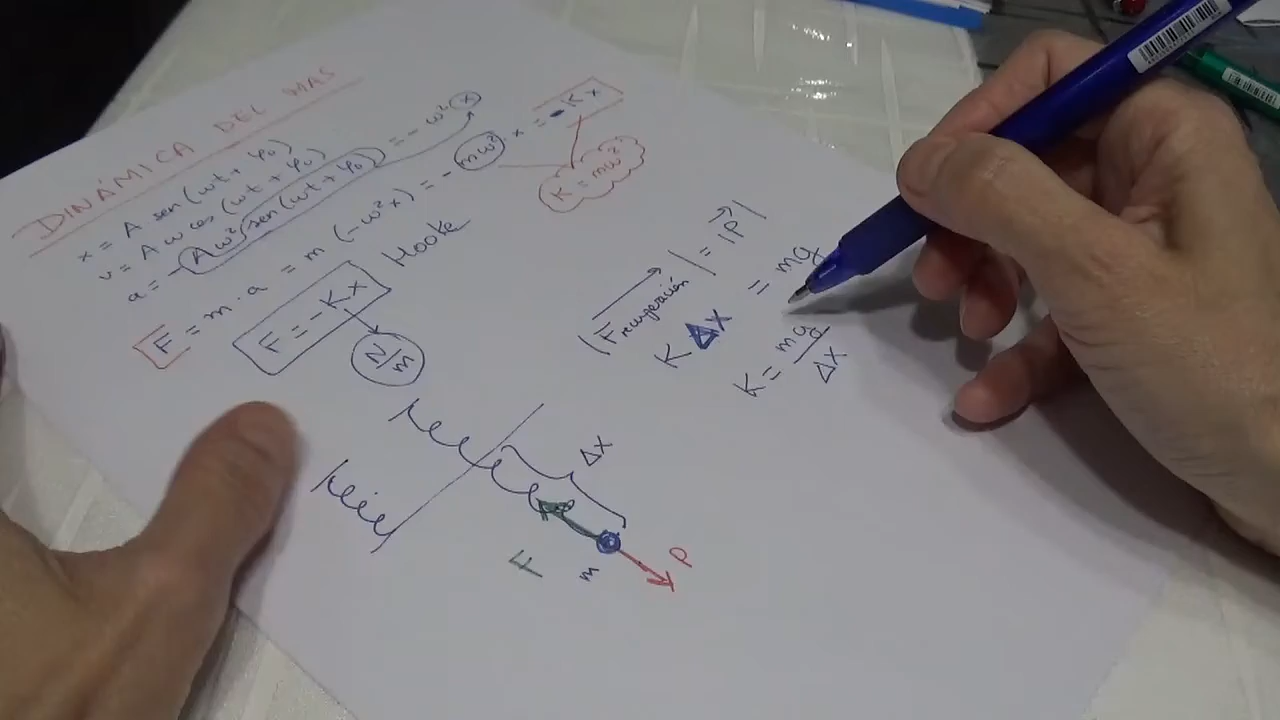 DINÁMICA DEL MAS
x = A sen (ωt + φ₀)
v = A ω cos (ωt + φ₀)
a = - A ω² sen (ωt + φ₀) = - ω² x
F = m · a = m (-ω² x) = - mω² · x = - K x
K = mω²
F = - K x Hooke
N/m
|F recuperación| = |P|
K Δx = mg
K = mg / Δx
Δx
F
m
P